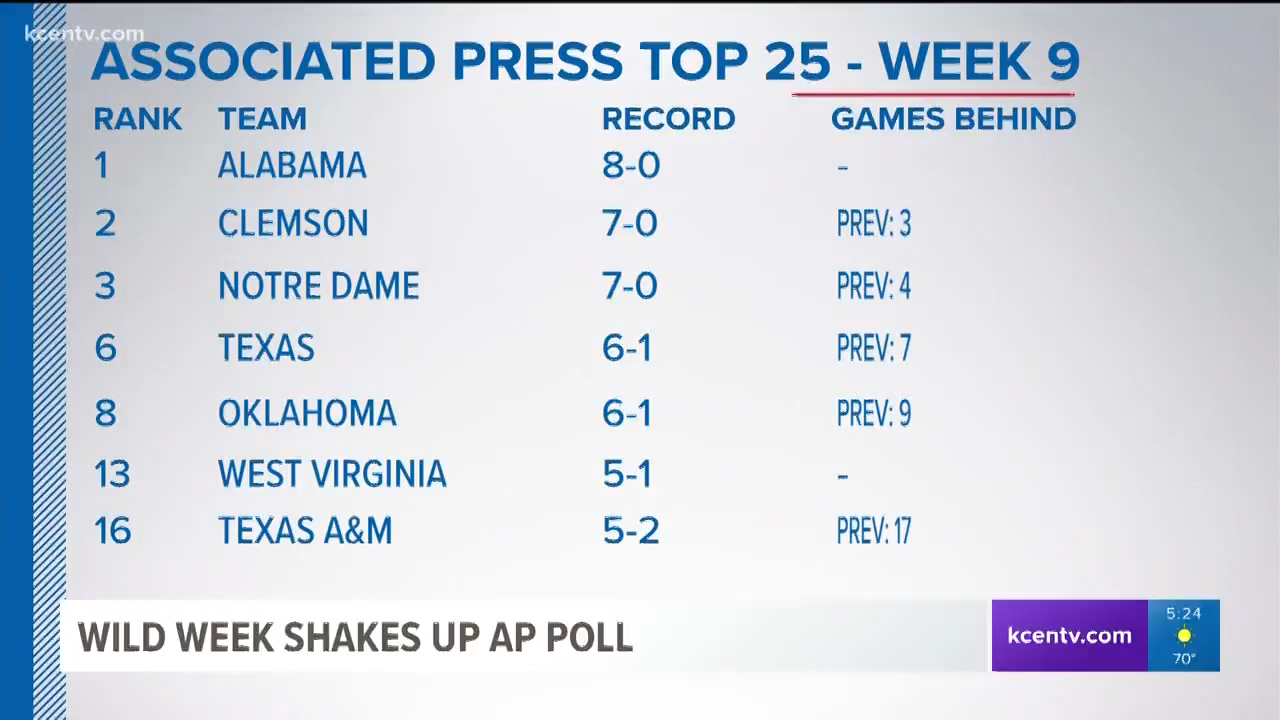 kcentv.com
ASSOCIATED PRESS TOP 25 - WEEK 9
RANK TEAM RECORD GAMES BEHIND
1 ALABAMA 8-0 -
2 CLEMSON 7-0 PREV: 3
3 NOTRE DAME 7-0 PREV: 4
6 TEXAS 6-1 PREV: 7
8 OKLAHOMA 6-1 PREV: 9
13 WEST VIRGINIA 5-1 -
16 TEXAS A&M 5-2 PREV: 17
WILD WEEK SHAKES UP AP POLL
kcentv.com
5:24
70°